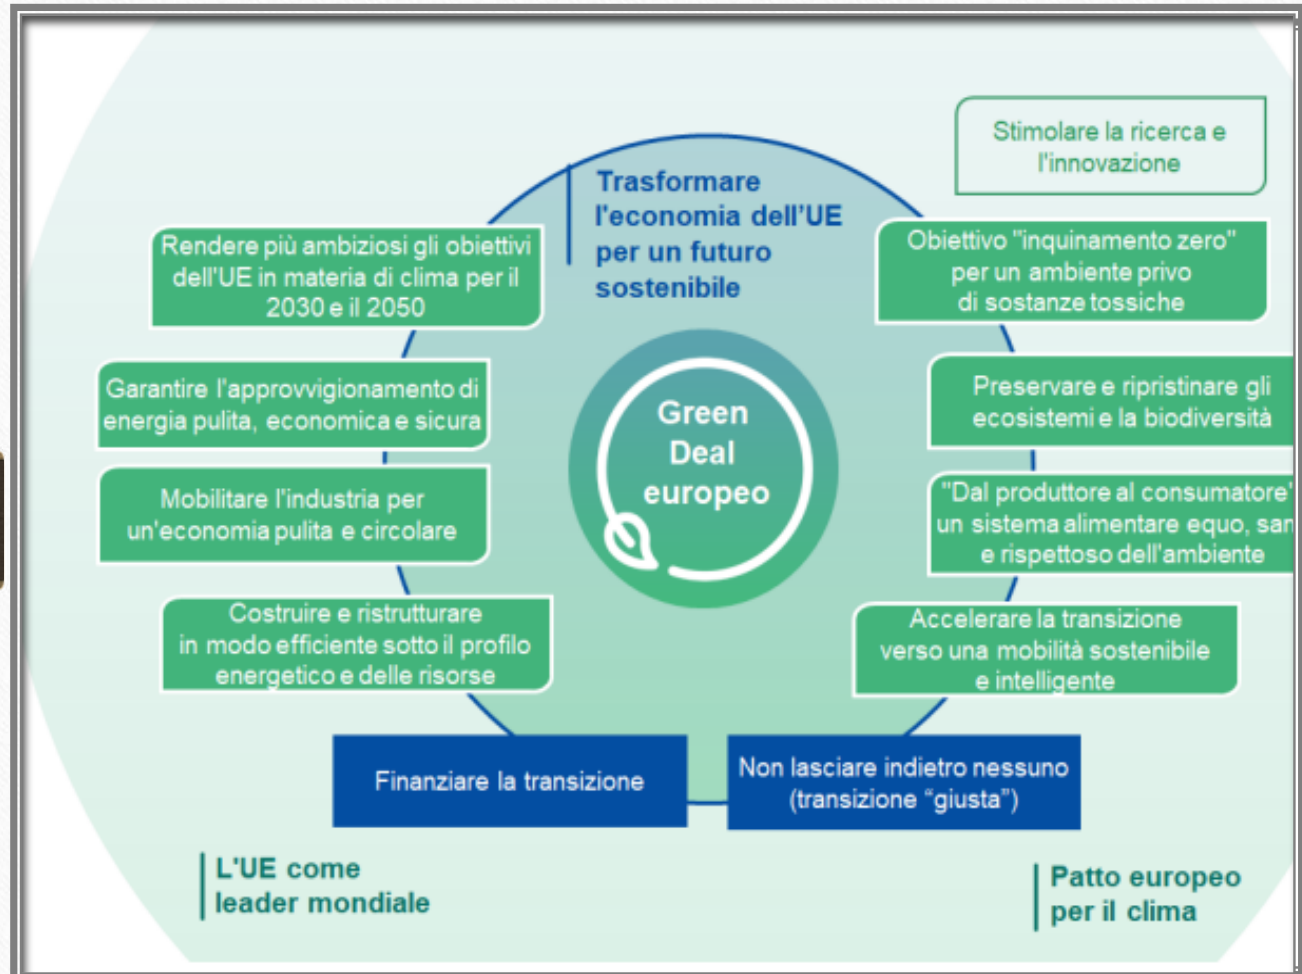 Stimolare la ricerca e
l'innovazione
Trasformare
l'economia dell'UE
per un futuro
sostenibile
Rendere più ambiziosi gli obiettivi
dell'UE in materia di clima per il
2030 e il 2050
Garantire l'approvvigionamento di
energia pulita, economica e sicura
Mobilitare l'industria per
un'economia pulita e circolare
Costruire e ristrutturare
in modo efficiente sotto il profilo
energetico e delle risorse
Green
Deal
europeo
Obiettivo "inquinamento zero"
per un ambiente privo
di sostanze tossiche
Preservare e ripristinare gli
ecosistemi e la biodiversità
"Dal produttore al consumatore"
un sistema alimentare equo, san
e rispettoso dell'ambiente
Accelerare la transizione
verso una mobilità sostenibile
e intelligente
Finanziare la transizione
Non lasciare indietro nessuno
(transizione “giusta”)
L'UE come
leader mondiale
Patto europeo
per il clima